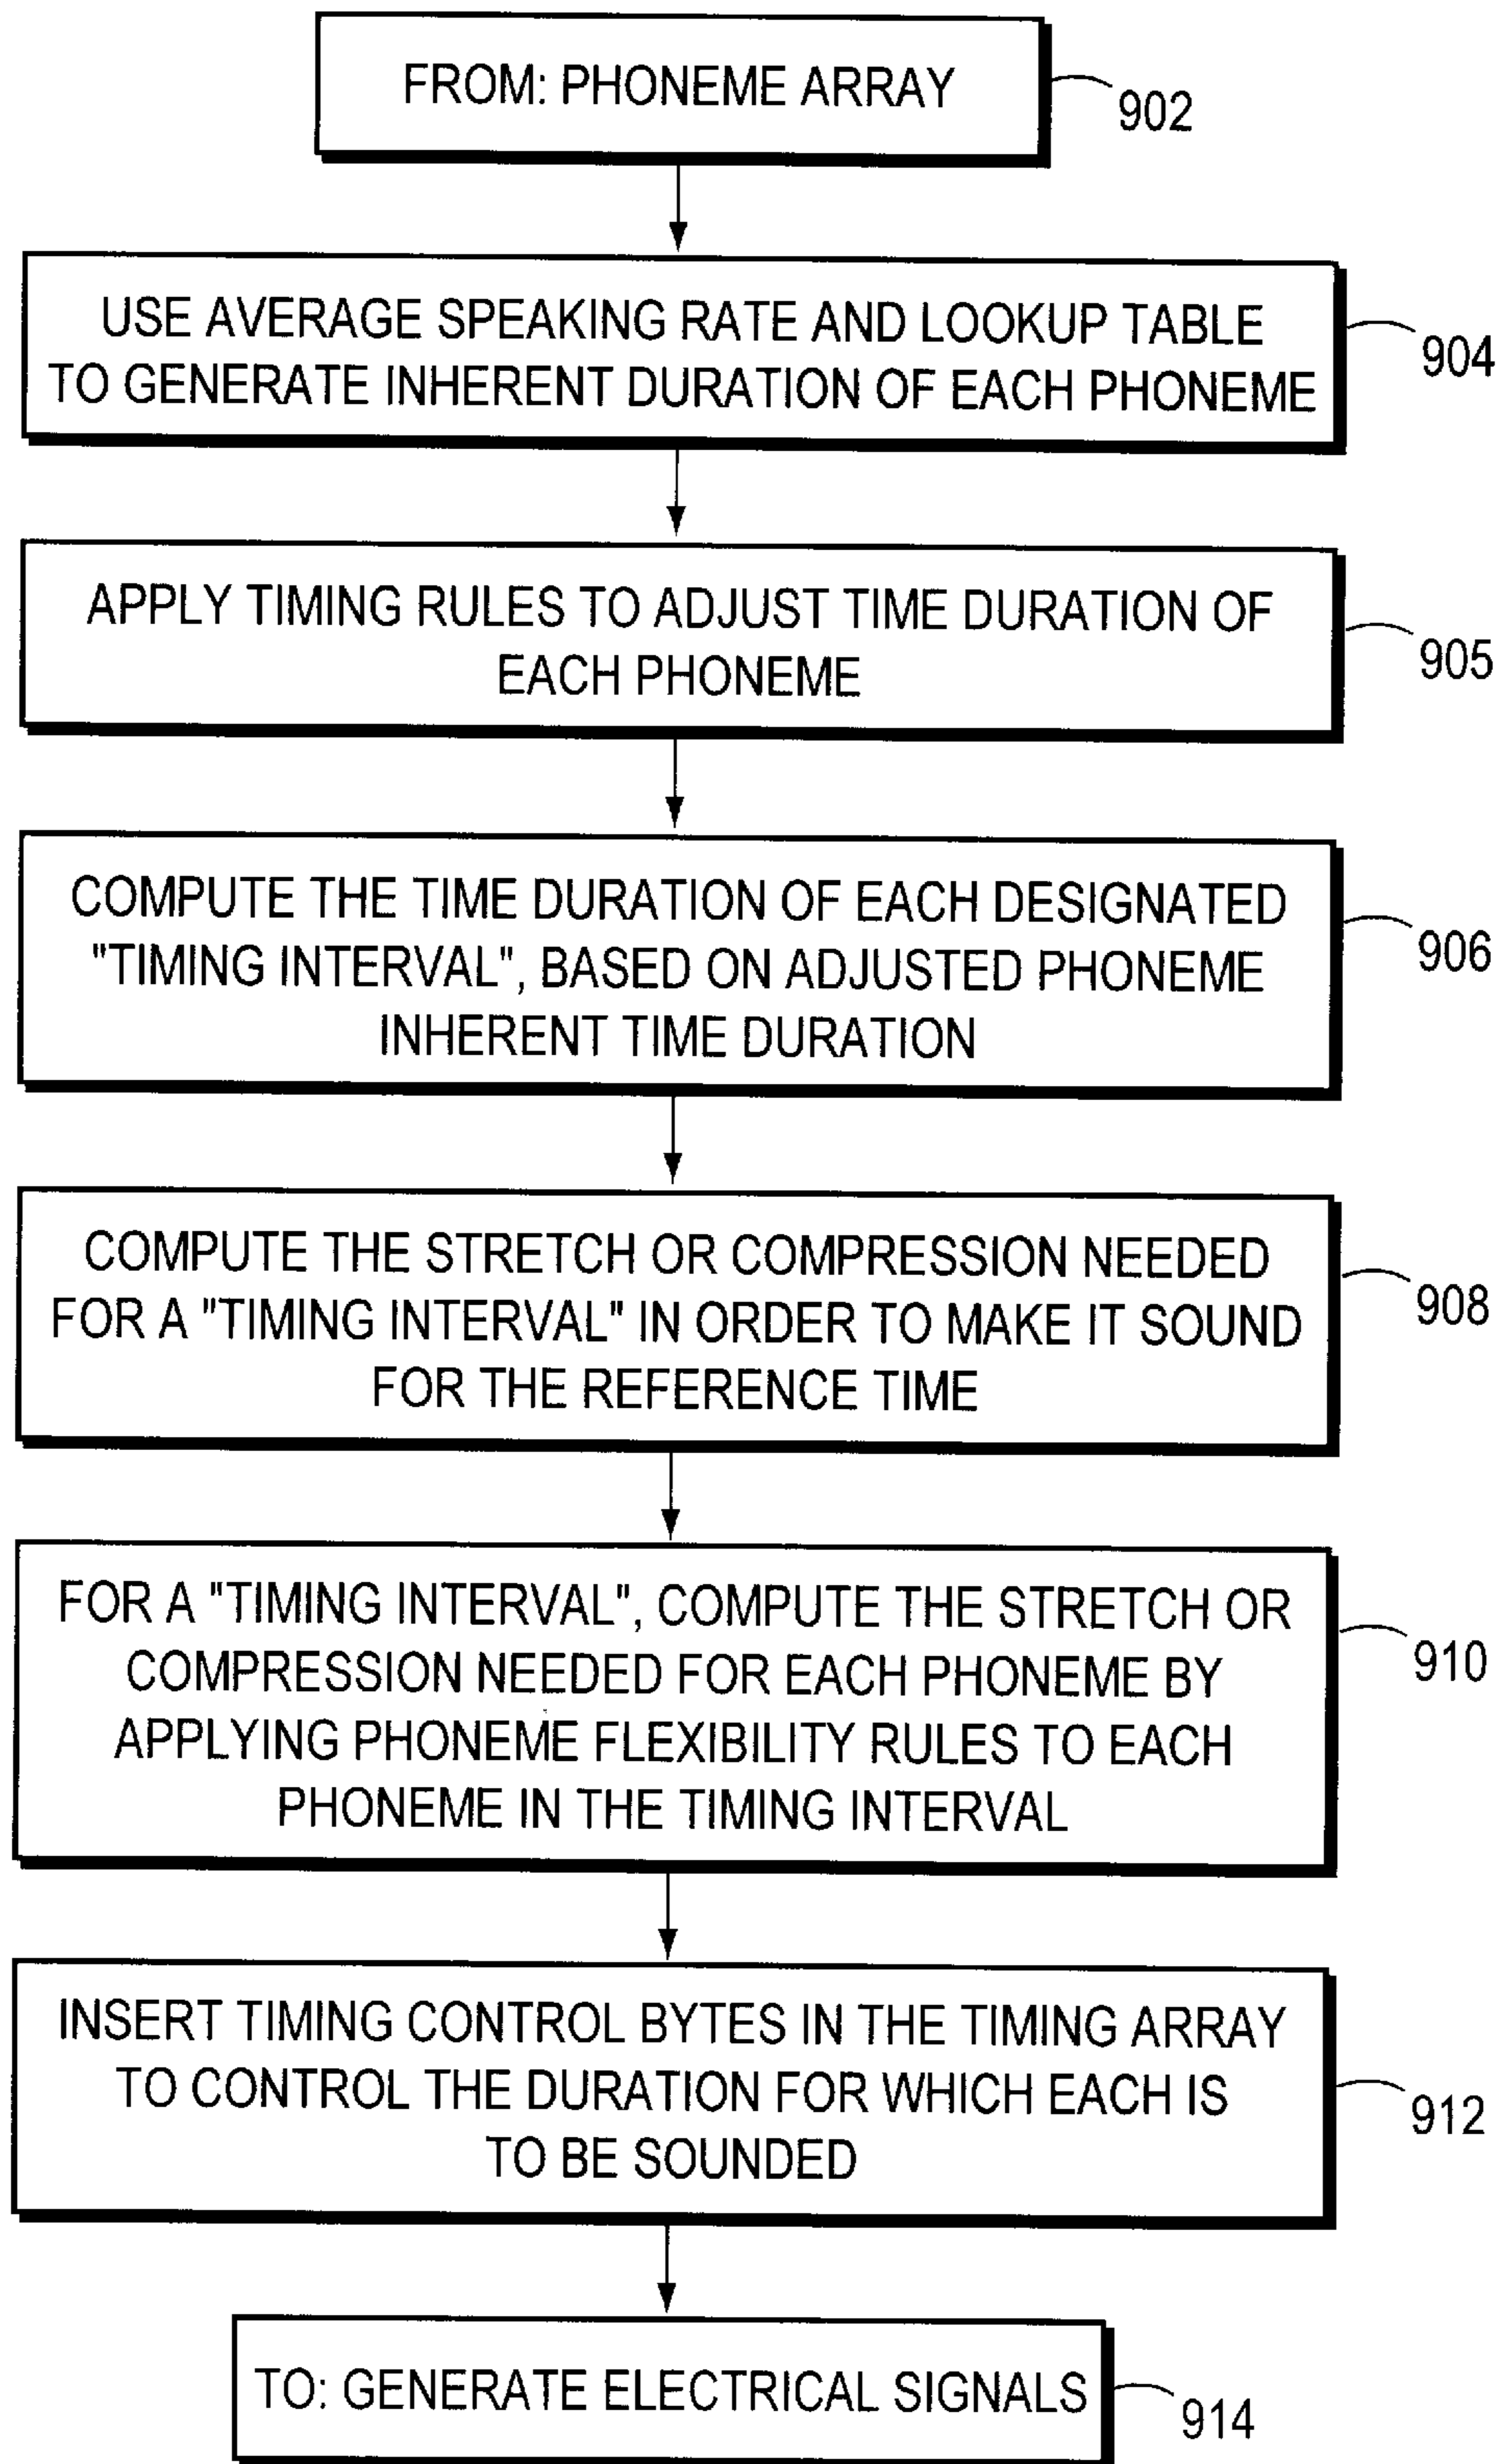 FROM: PHONEME ARRAY
902
USE AVERAGE SPEAKING RATE AND LOOKUP TABLE
TO GENERATE INHERENT DURATION OF EACH PHONEME
904
APPLY TIMING RULES TO ADJUST TIME DURATION OF
EACH PHONEME
905
COMPUTE THE TIME DURATION OF EACH DESIGNATED
"TIMING INTERVAL", BASED ON ADJUSTED PHONEME
INHERENT TIME DURATION
906
COMPUTE THE STRETCH OR COMPRESSION NEEDED
FOR A "TIMING INTERVAL" IN ORDER TO MAKE IT SOUND
FOR THE REFERENCE TIME
908
FOR A "TIMING INTERVAL", COMPUTE THE STRETCH OR
COMPRESSION NEEDED FOR EACH PHONEME BY
APPLYING PHONEME FLEXIBILITY RULES TO EACH
PHONEME IN THE TIMING INTERVAL
910
INSERT TIMING CONTROL BYTES IN THE TIMING ARRAY
TO CONTROL THE DURATION FOR WHICH EACH IS
TO BE SOUNDED
912
TO: GENERATE ELECTRICAL SIGNALS
914